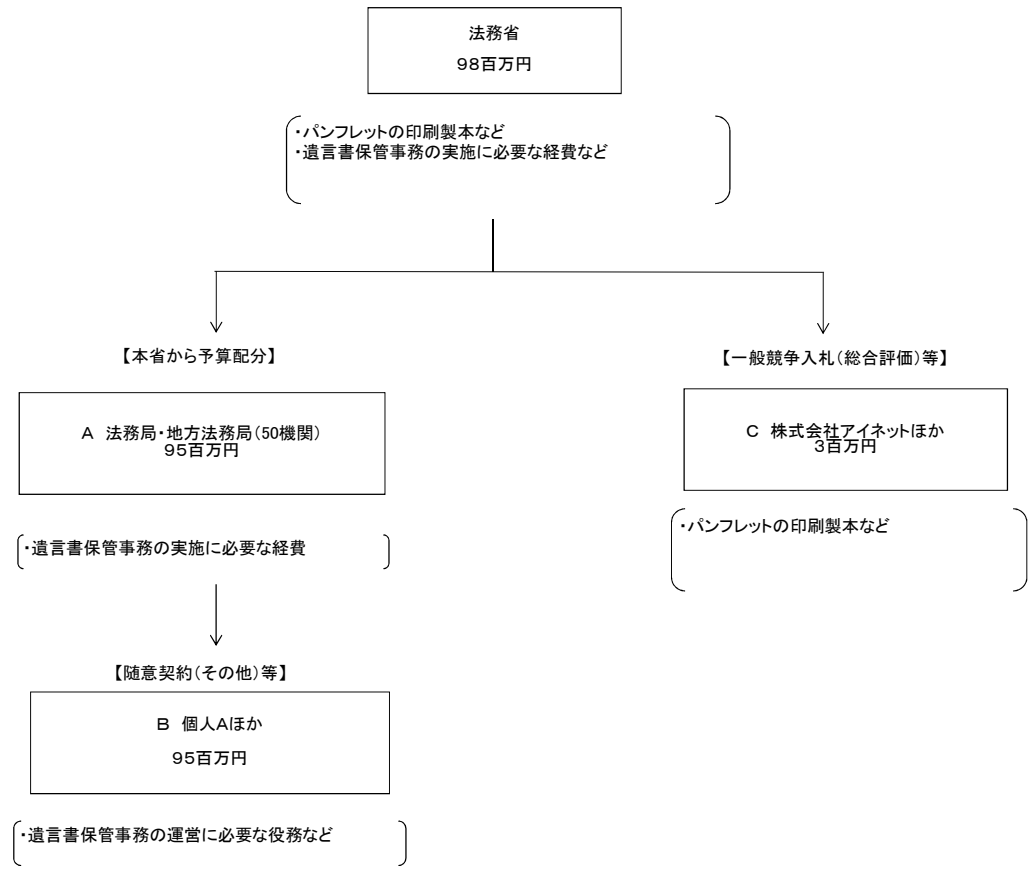 法務省
98百万円
・パンフレットの印刷製本など
・遺言書保管事務の実施に必要な経費など
【本省から予算配分】
【一般競争入札（総合評価）等】
A　法務局・地方法務局（50機関）
95百万円
C　株式会社アイネットほか
3百万円
・遺言書保管事務の実施に必要な経費
・パンフレットの印刷製本など
【随意契約（その他）等】
B　個人Aほか
95百万円
・遺言書保管事務の運営に必要な役務など